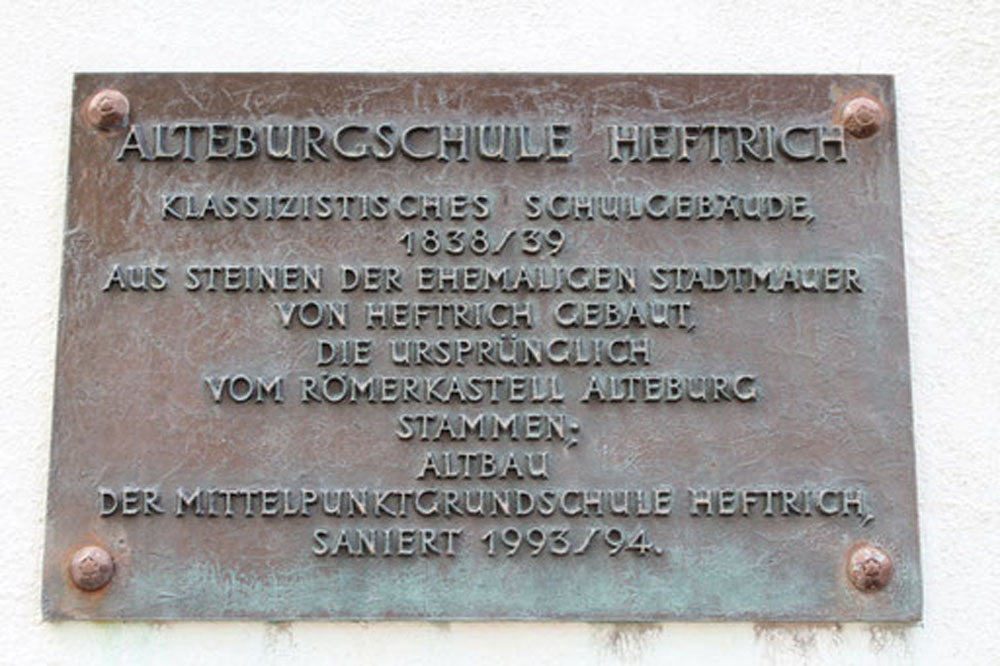 ALTEBURGSCHULE HEFTRICH
KLASSIZISTISCHES SCHULGEBÄUDE,
1838/39
AUS STEINEN DER EHEMALIGEN STADTMAUER
VON HEFTRICH GEBAUT,
DIE URSPRÜNGLICH
VOM RÖMERKASTELL ALTEBURG
STAMMEN;
ALTBAU
DER MITTELPUNKTGRUNDSCHULE HEFTRICH,
SANIERT 1993/94.